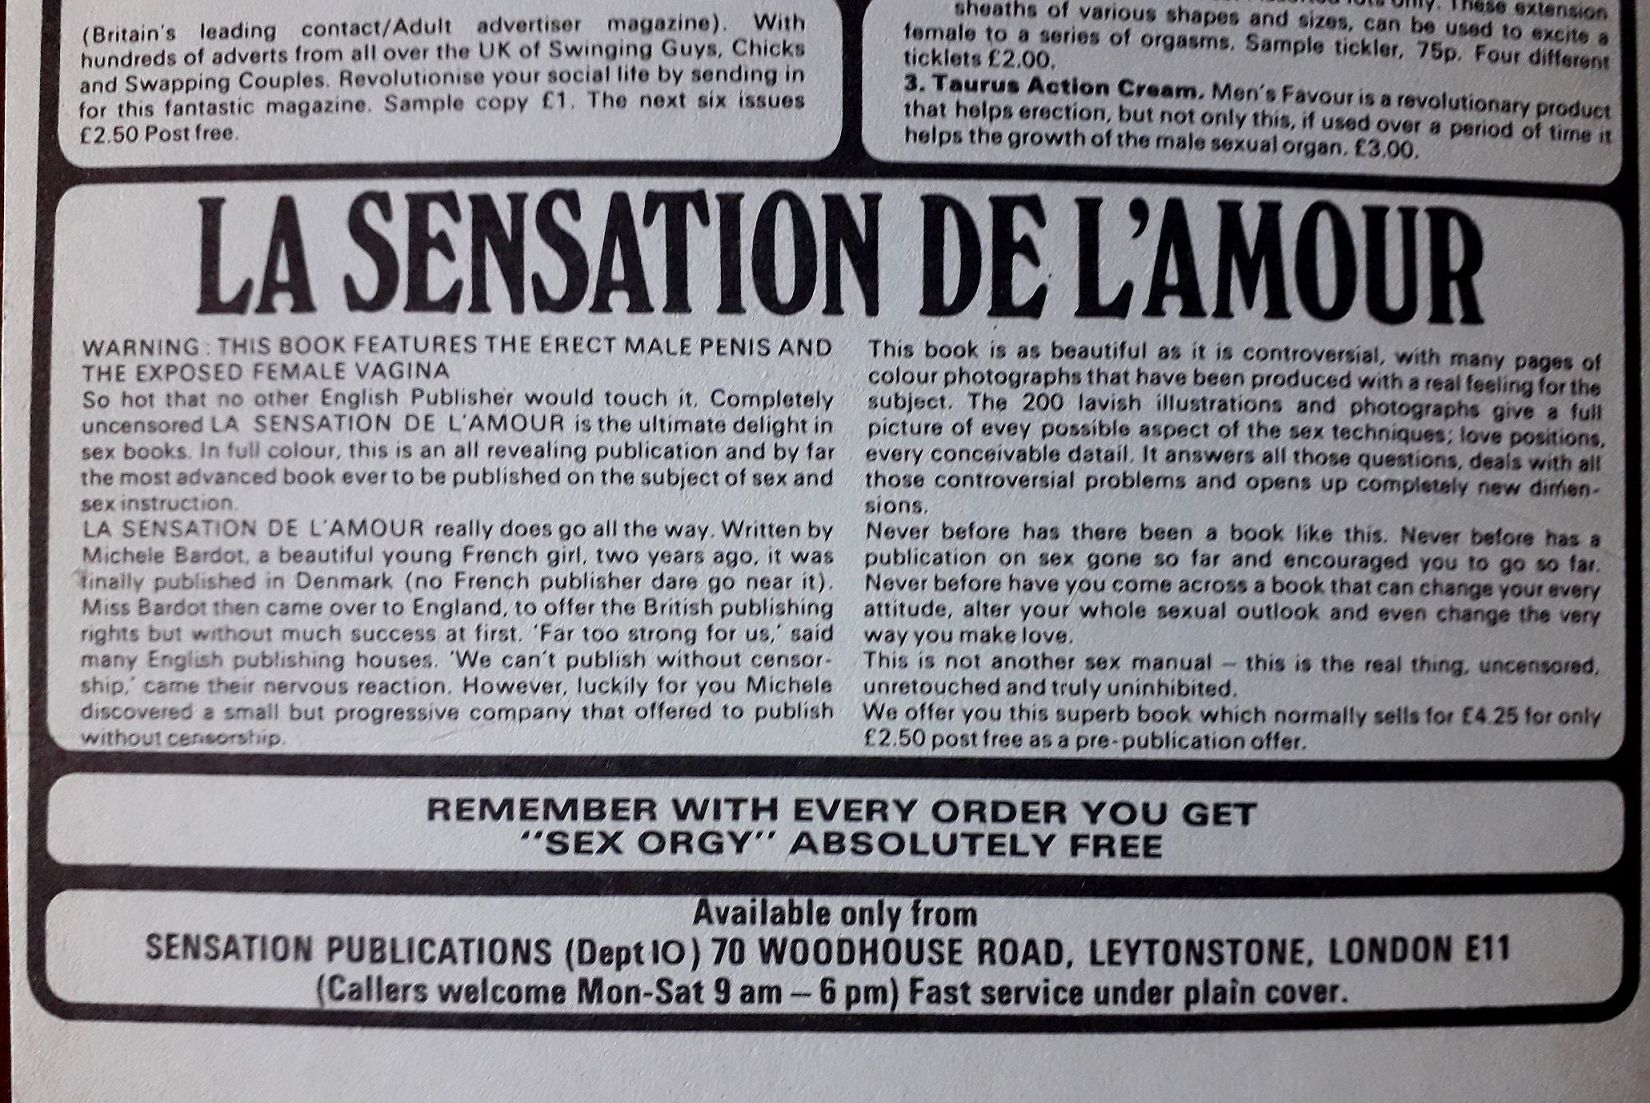 (Britain's leading contact/Adult advertiser magazine). With
hundreds of adverts from all over the UK of Swinging Guys, Chicks
and Swapping Couples. Revolutionise your social life by sending in
for this fantastic magazine. Sample copy £1. The next six issues
£2.50 Post free.
only. These extension
sheaths of various shapes and sizes, can be used to excite a
female to a series of orgasms. Sample tickler, 75p. Four different
ticklets £2.00.
3. Taurus Action Cream. Men's Favour is a revolutionary product
that helps erection, but not only this, if used over a period of time it
helps the growth of the male sexual organ. £3.00.
LA SENSATION DE L'AMOUR
WARNING : THIS BOOK FEATURES THE ERECT MALE PENIS AND
THE EXPOSED FEMALE VAGINA
So hot that no other English Publisher would touch it. Completely
uncensored LA SENSATION DE L'AMOUR is the ultimate delight in
sex books. In full colour, this is an all revealing publication and by far
the most advanced book ever to be published on the subject of sex and
sex instruction.
LA SENSATION DE L'AMOUR really does go all the way. Written by
Michele Bardot, a beautiful young French girl, two years ago, it was
finally published in Denmark (no French publisher dare go near it).
Miss Bardot then came over to England, to offer the British publishing
rights but without much success at first. 'Far too strong for us,' said
many English publishing houses. 'We can't publish without censor-
ship,' came their nervous reaction. However, luckily for you Michele
discovered a small but progressive company that offered to publish
without censorship.
This book is as beautiful as it is controversial, with many pages of
colour photographs that have been produced with a real feeling for the
subject. The 200 lavish illustrations and photographs give a full
picture of evey possible aspect of the sex techniques; love positions,
every conceivable datail. It answers all those questions, deals with all
those controversial problems and opens up completely new dimen-
sions.
Never before has there been a book like this. Never before has a
publication on sex gone so far and encouraged you to go so far.
Never before have you come across a book that can change your every
attitude, alter your whole sexual outlook and even change the very
way you make love.
This is not another sex manual – this is the real thing, uncensored,
unretouched and truly uninhibited.
We offer you this superb book which normally sells for £4.25 for only
£2.50 post free as a pre-publication offer.
REMEMBER WITH EVERY ORDER YOU GET
"SEX ORGY" ABSOLUTELY FREE
Available only from
SENSATION PUBLICATIONS (Dept 10) 70 WOODHOUSE ROAD, LEYTONSTONE, LONDON E11
(Callers welcome Mon-Sat 9 am – 6 pm) Fast service under plain cover.